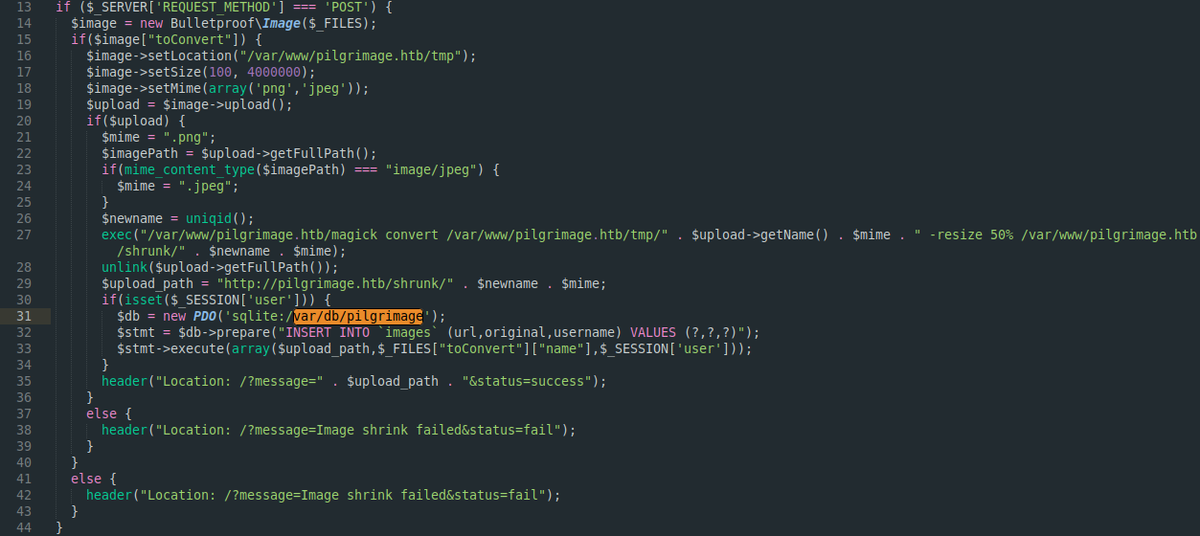 13 if ($_SERVER['REQUEST_METHOD'] === 'POST') {
14 $image = new Bulletproof\Image($_FILES);
15 if($image["toConvert"]) {
16 $image->setLocation("/var/www/pilgrimage.htb/tmp");
17 $image->setSize(100, 4000000);
18 $image->setMime(array('png','jpeg'));
19 $upload = $image->upload();
20 if($upload) {
21 $mime = ".png";
22 $imagePath = $upload->getFullPath();
23 if(mime_content_type($imagePath) === "image/jpeg") {
24 $mime = ".jpeg";
25 }
26 $newname = uniqid();
27 exec("/var/www/pilgrimage.htb/magick convert /var/www/pilgrimage.htb/tmp/" . $upload->getName() . $mime . " -resize 50% /var/www/pilgrimage.htb
/shrunk/" . $newname . $mime);
28 unlink($upload->getFullPath());
29 $upload_path = "http://pilgrimage.htb/shrunk/" . $newname . $mime;
30 if(isset($_SESSION['user'])) {
31 $db = new PDO('sqlite:/var/db/pilgrimage');
32 $stmt = $db->prepare("INSERT INTO `images` (url,original,username) VALUES (?,?,?)");
33 $stmt->execute(array($upload_path,$_FILES["toConvert"]["name"],$_SESSION['user']));
34 }
35 header("Location: /?message=" . $upload_path . "&status=success");
36 }
37 else {
38 header("Location: /?message=Image shrink failed&status=fail");
39 }
40 }
41 else {
42 header("Location: /?message=Image shrink failed&status=fail");
43 }
44 }